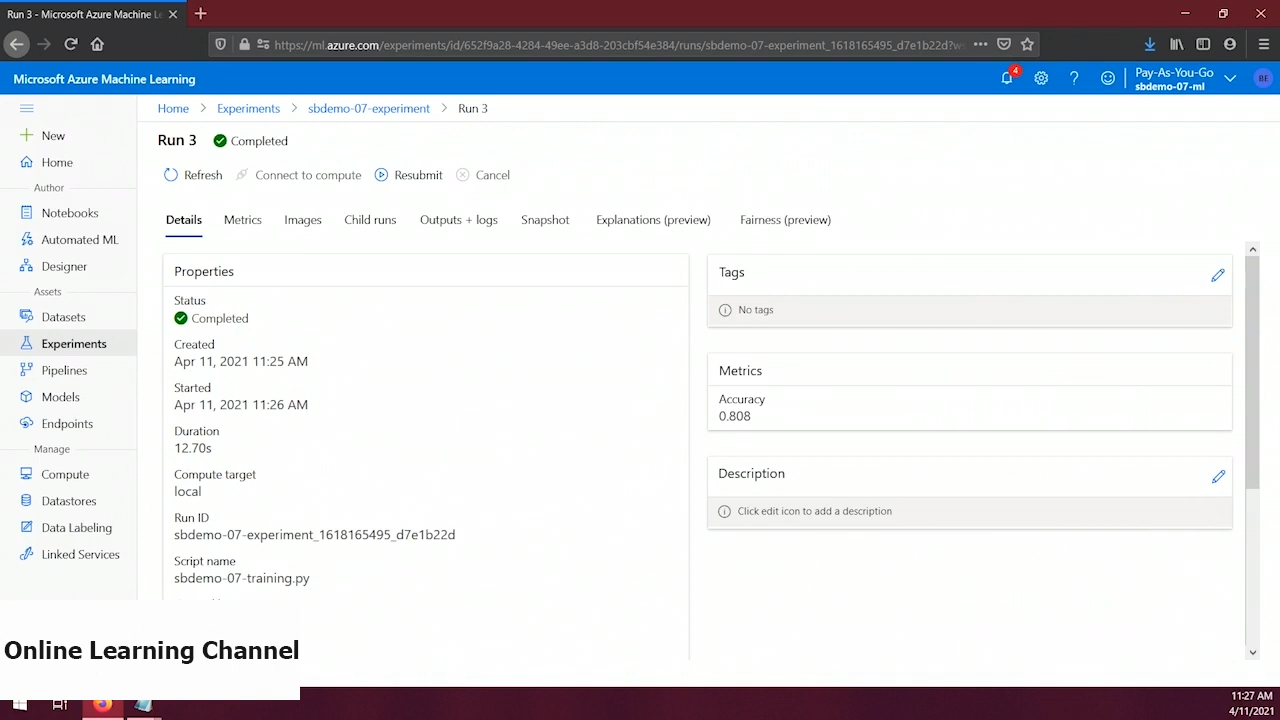 Run 3 - Microsoft Azure Machine Le
https://ml.azure.com/experiments/id/652f9a28-4284-49ee-a3d8-203cbf54e384/runs/sbdemo-07-experiment_1618165495_d7e1b22d?w
Microsoft Azure Machine Learning
4
Pay-As-You-Go
sbdemo-07-ml
BE
Home > Experiments > sbdemo-07-experiment > Run 3
New
Home
Author
Notebooks
Automated ML
Designer
Assets
Datasets
Experiments
Pipelines
Models
Endpoints
Manage
Compute
Datastores
Data Labeling
Linked Services
Run 3 Completed
Refresh Connect to compute Resubmit Cancel
Details Metrics Images Child runs Outputs + logs Snapshot Explanations (preview) Fairness (preview)
Properties
Status
Completed
Created
Apr 11, 2021 11:25 AM
Started
Apr 11, 2021 11:26 AM
Duration
12.70s
Compute target
local
Run ID
sbdemo-07-experiment_1618165495_d7e1b22d
Script name
sbdemo-07-training.py
Tags
No tags
Metrics
Accuracy
0.808
Description
Click edit icon to add a description
Online Learning Channel
11:27 AM
4/11/2021